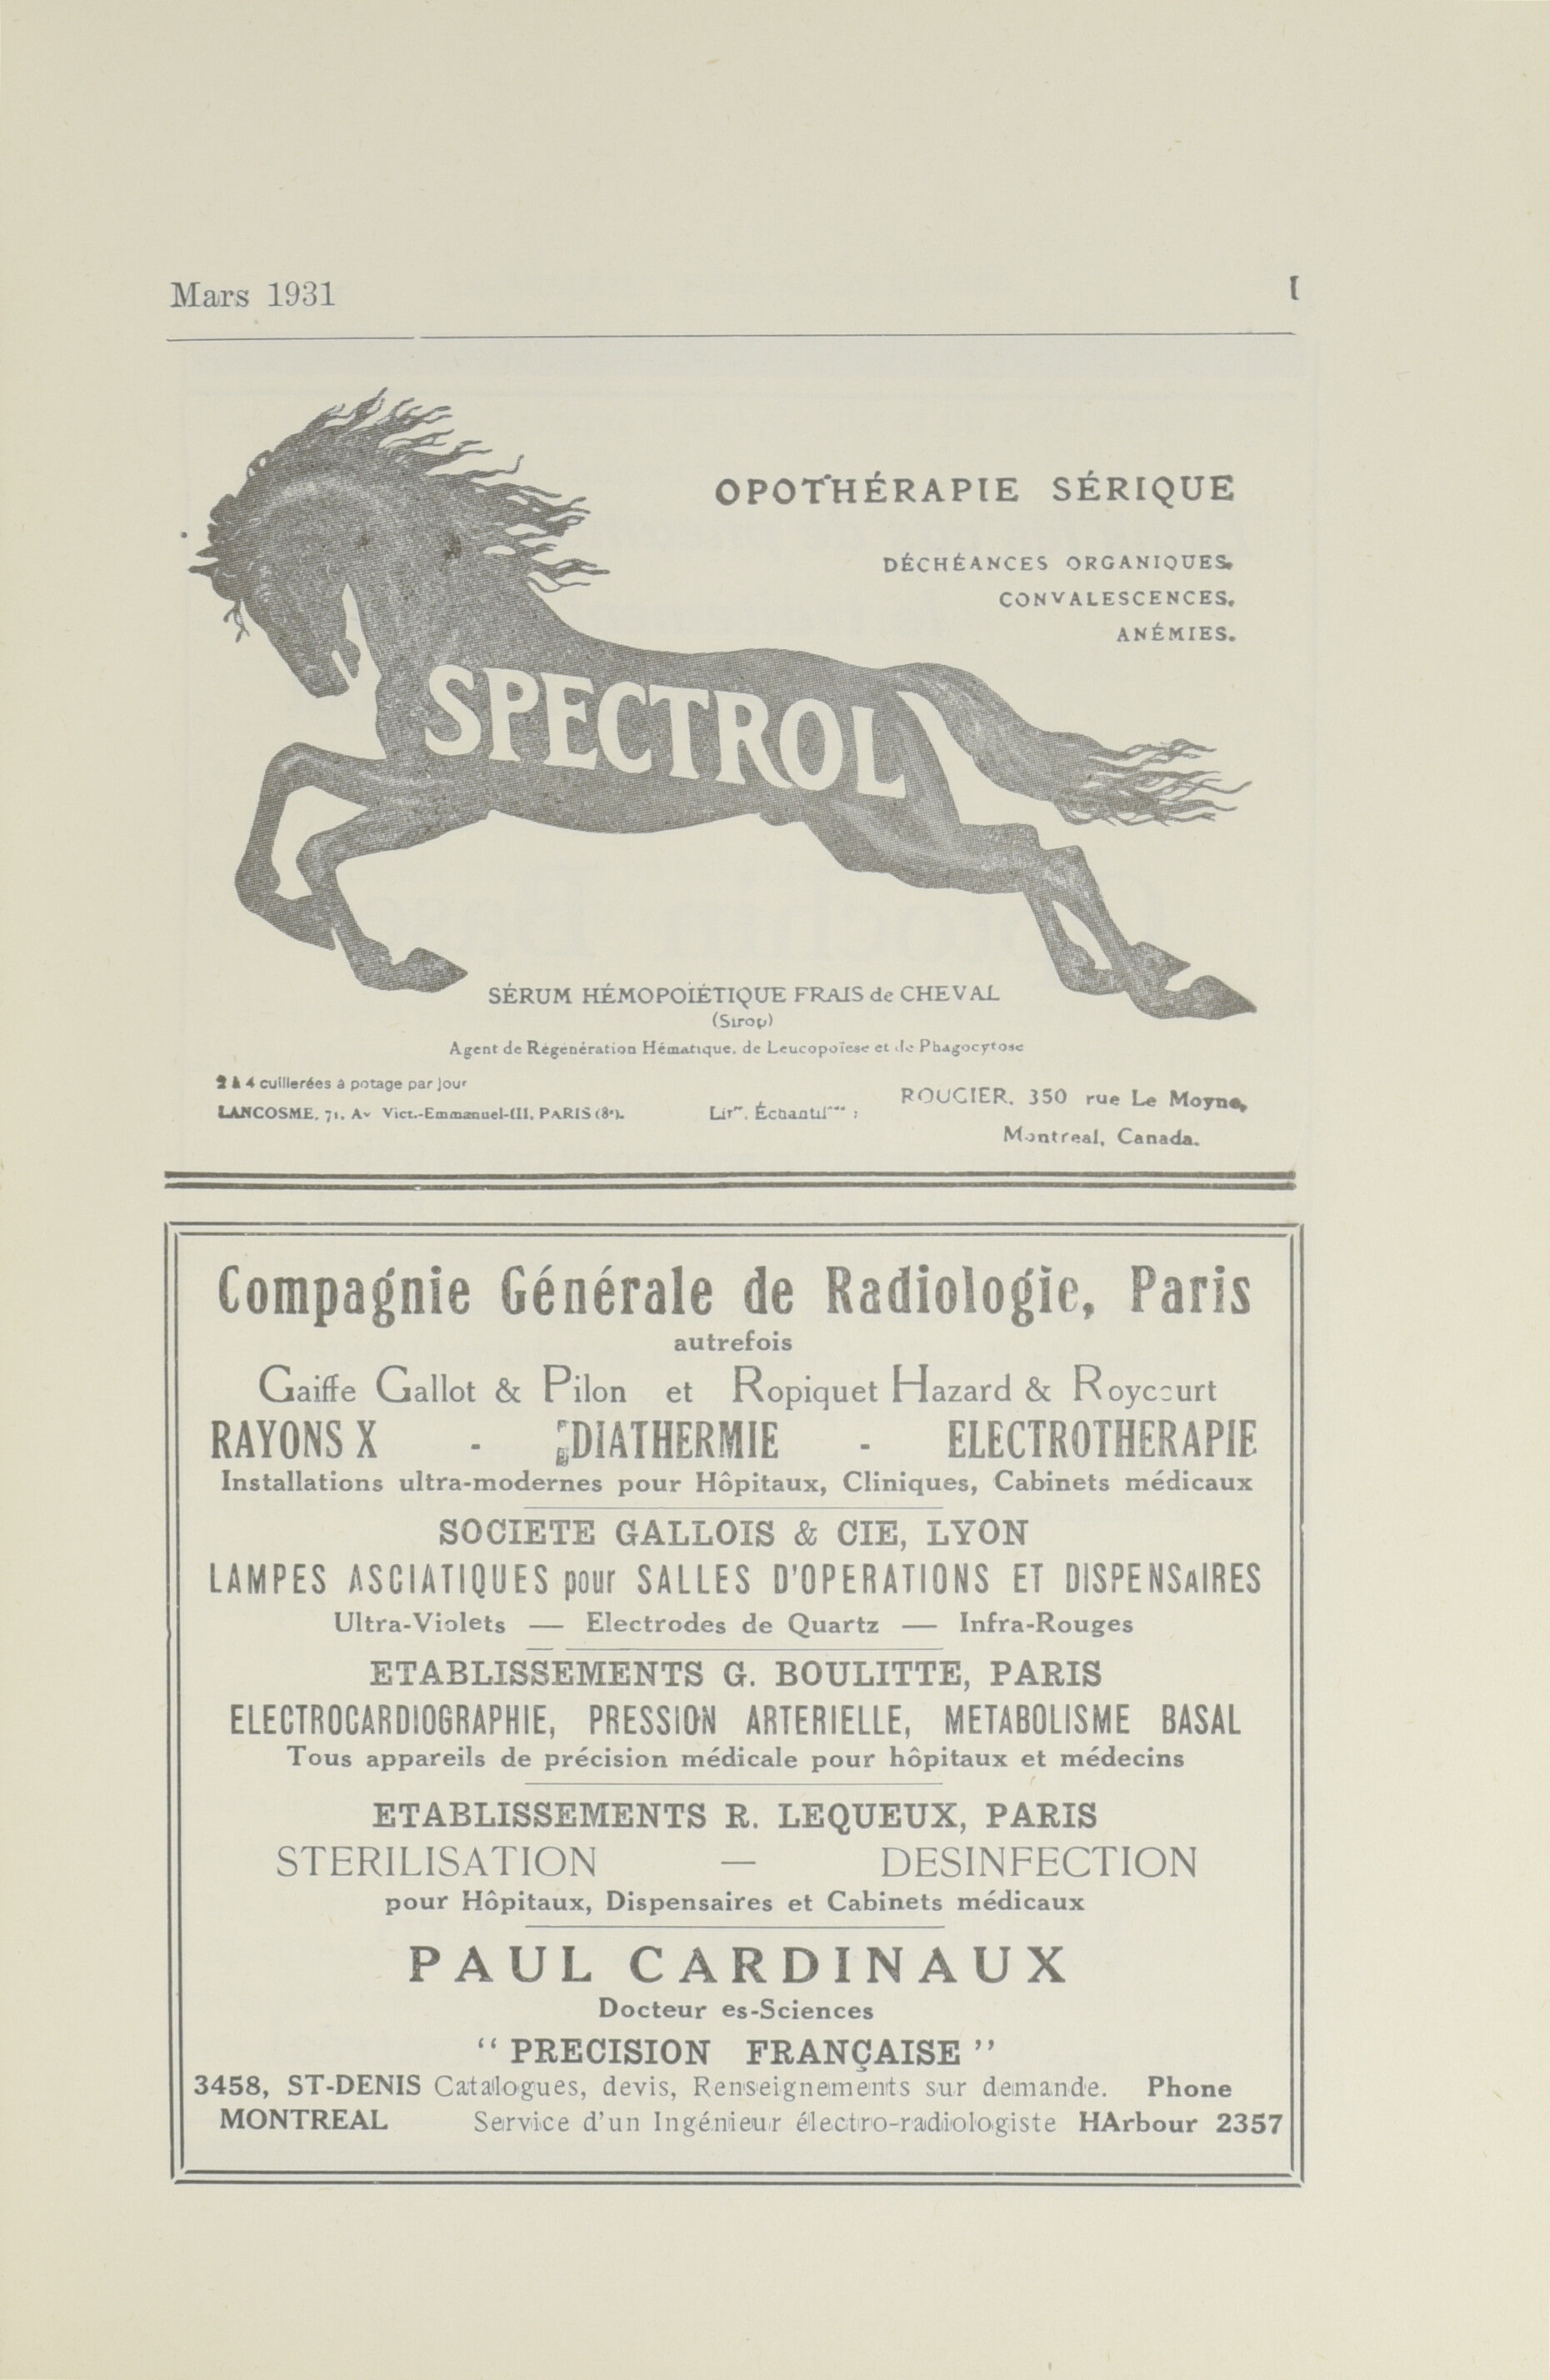 Mars 1931 I
OPOTHÉRAPIE SÉRIQUE
DÉCHÉANCES ORGANIQUES,
CONVALESCENCES,
ANÉMIES.
SPECTROL
SÉRUM HÉMOPOÏÉTIQUE FRAIS de CHEVAL
(Sirop)
Agent de Régénération Hématique, de Leucopoïese et de Phagocytose
2 à 4 cuillerées à potage par jour
LANCOSME, 71, Av Vict.-Emmanuel-III, PARIS (8e).
ROUGIER, 350 rue Le Moyne,
Montreal, Canada.
Compagnie Générale de Radiologie, Paris
autrefois
Gaiffe Gallot & Pilon et Ropiquet Hazard & Roycourt
RAYONS X - DIATHERMIE - ELECTROTHERAPIE
Installations ultra-modernes pour Hôpitaux, Cliniques, Cabinets médicaux
SOCIETE GALLOIS & CIE, LYON
LAMPES ASCIATIQUES pour SALLES D'OPERATIONS ET DISPENSAIRES
Ultra-Violets — Electrodes de Quartz — Infra-Rouges
ETABLISSEMENTS G. BOULITTE, PARIS
ELECTROCARDIOGRAPHIE, PRESSION ARTERIELLE, METABOLISME BASAL
Tous appareils de précision médicale pour hôpitaux et médecins
ETABLISSEMENTS R. LEQUEUX, PARIS
STERILISATION — DESINFECTION
pour Hôpitaux, Dispensaires et Cabinets médicaux
PAUL CARDINAUX
Docteur es-Sciences
"PRECISION FRANÇAISE"
3458, ST-DENIS Catalogues, devis, Renseignements sur demande. Phone
MONTREAL Service d'un Ingénieur électro-radiologiste HArbour 2357